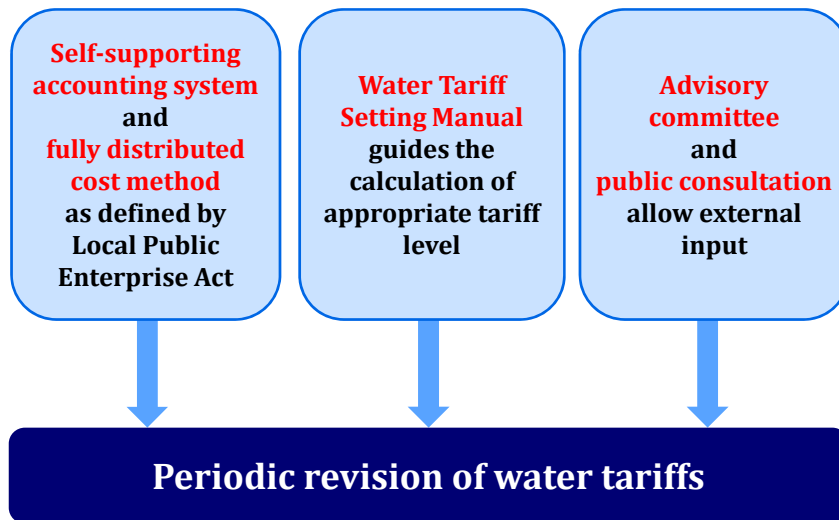 Self-supporting
accounting system
and
fully distributed
cost method
as defined by
Local Public
Enterprise Act
Water Tariff
Setting Manual
guides the
calculation of
appropriate tariff
level
Advisory
committee
and
public consultation
allow external
input
Periodic revision of water tariffs